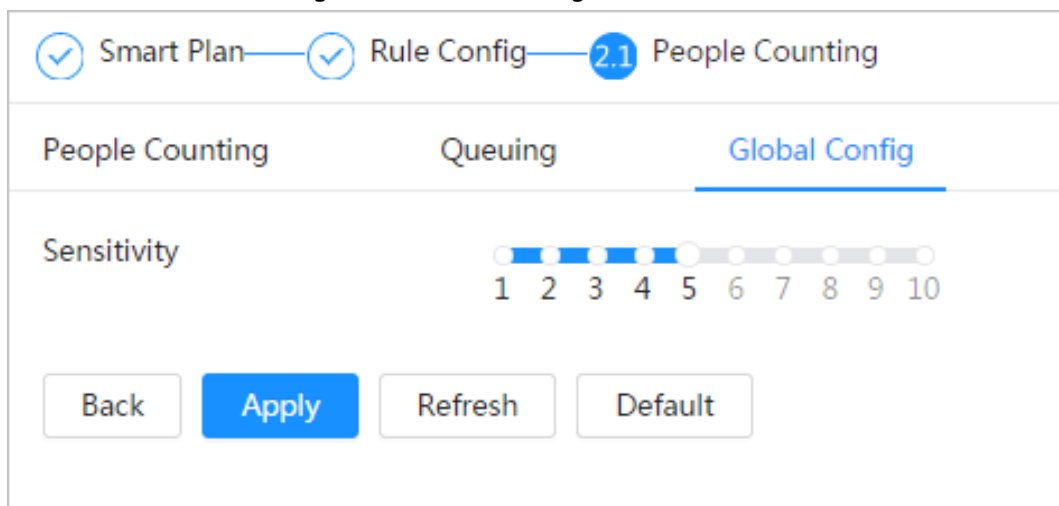 Smart Plan Rule Config 2.1 People Counting
People Counting Queuing Global Config
Sensitivity
1 2 3 4 5 6 7 8 9 10
Back Apply Refresh Default